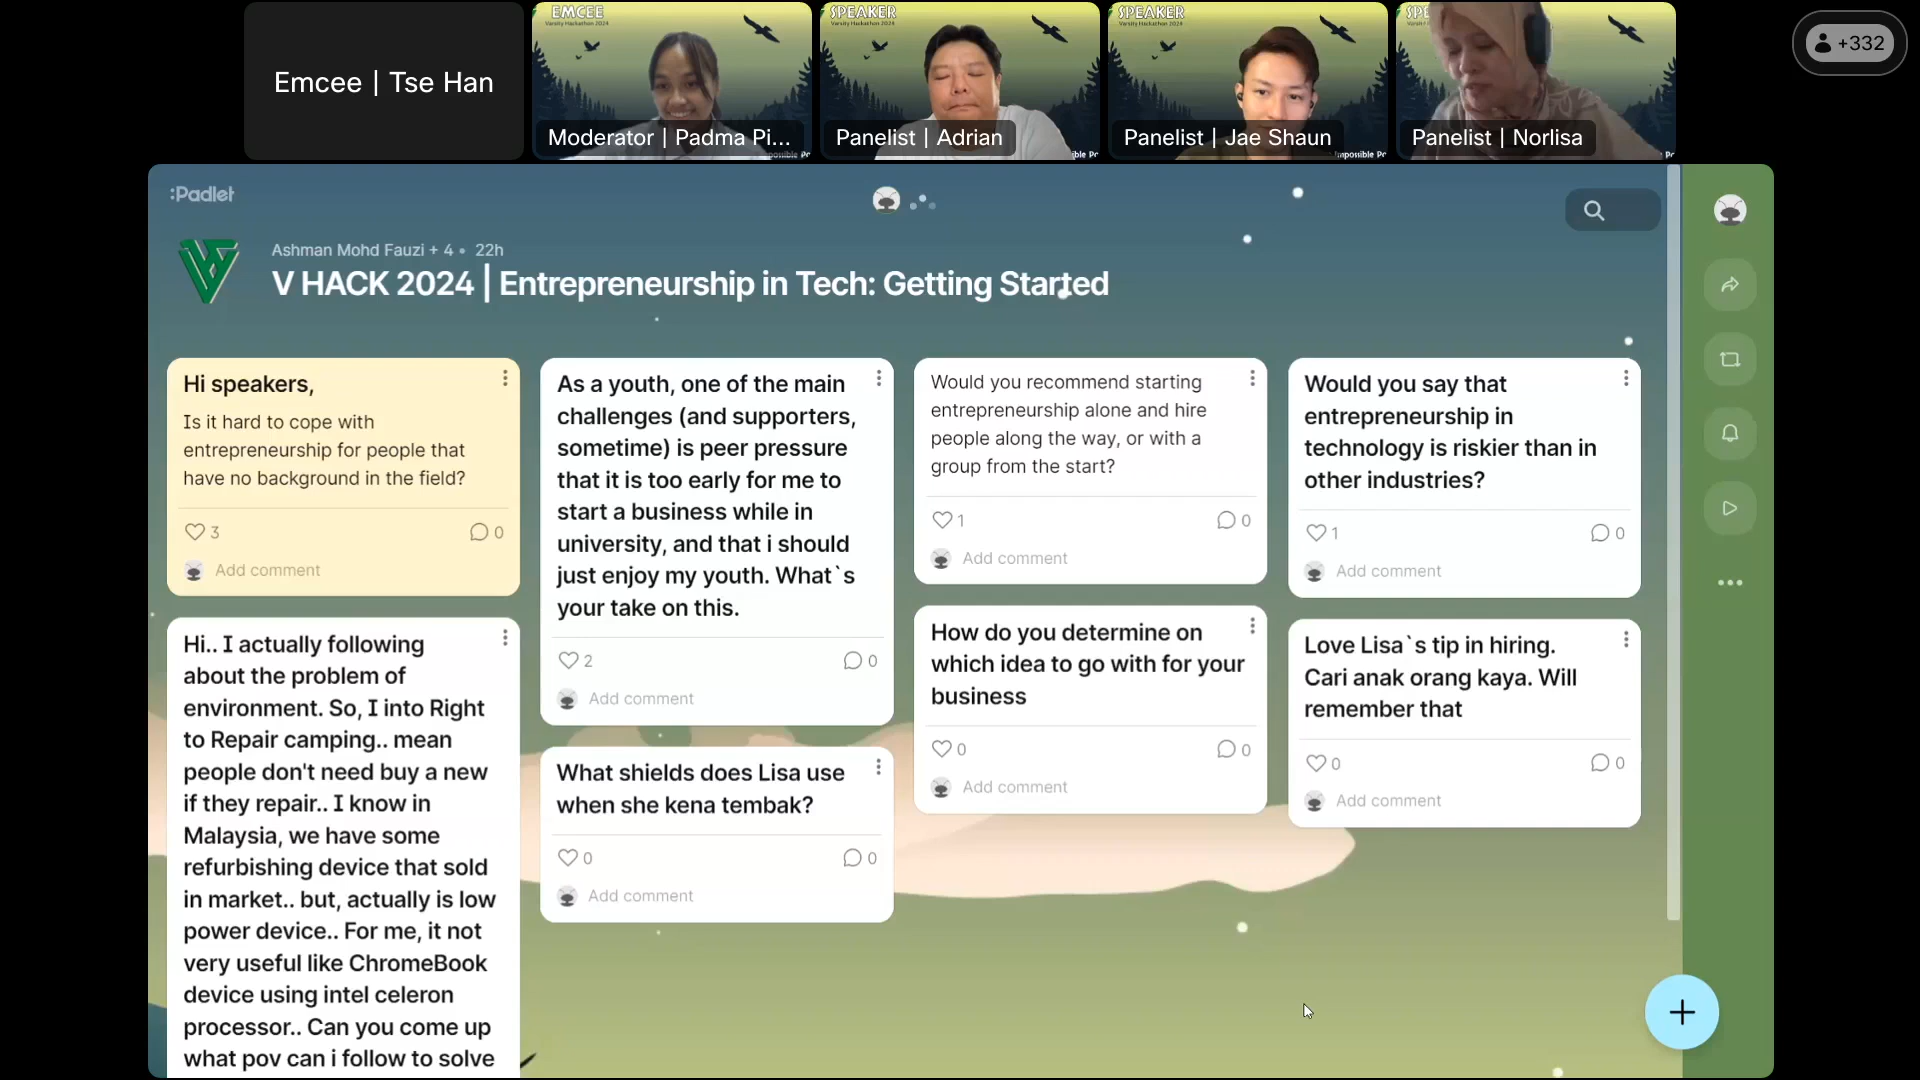 Emcee | Tse Han
EMCEE
Varsity Hackathon 2024
Moderator | Padma Pi...
SPEAKER
Varsity Hackathon 2024
Panelist | Adrian
SPEAKER
Varsity Hackathon 2024
Panelist | Jae Shaun
Panelist | Norlisa
+332
:Padlet
Ashman Mohd Fauzi + 4 • 22h
V HACK 2024 | Entrepreneurship in Tech: Getting Started
Hi speakers,
Is it hard to cope with
entrepreneurship for people that
have no background in the field?
3
0
Add comment
Hi.. I actually following
about the problem of
environment. So, I into Right
to Repair camping.. mean
people don't need buy a new
if they repair.. I know in
Malaysia, we have some
refurbishing device that sold
in market.. but, actually is low
power device.. For me, it not
very useful like ChromeBook
device using intel celeron
processor.. Can you come up
what pov can i follow to solve
As a youth, one of the main
challenges (and supporters,
sometime) is peer pressure
that it is too early for me to
start a business while in
university, and that i should
just enjoy my youth. What`s
your take on this.
2
0
Add comment
What shields does Lisa use
when she kena tembak?
0
0
Add comment
Would you recommend starting
entrepreneurship alone and hire
people along the way, or with a
group from the start?
1
0
Add comment
How do you determine on
which idea to go with for your
business
0
0
Add comment
Would you say that
entrepreneurship in
technology is riskier than in
other industries?
1
0
Add comment
Love Lisa`s tip in hiring.
Cari anak orang kaya. Will
remember that
0
0
Add comment